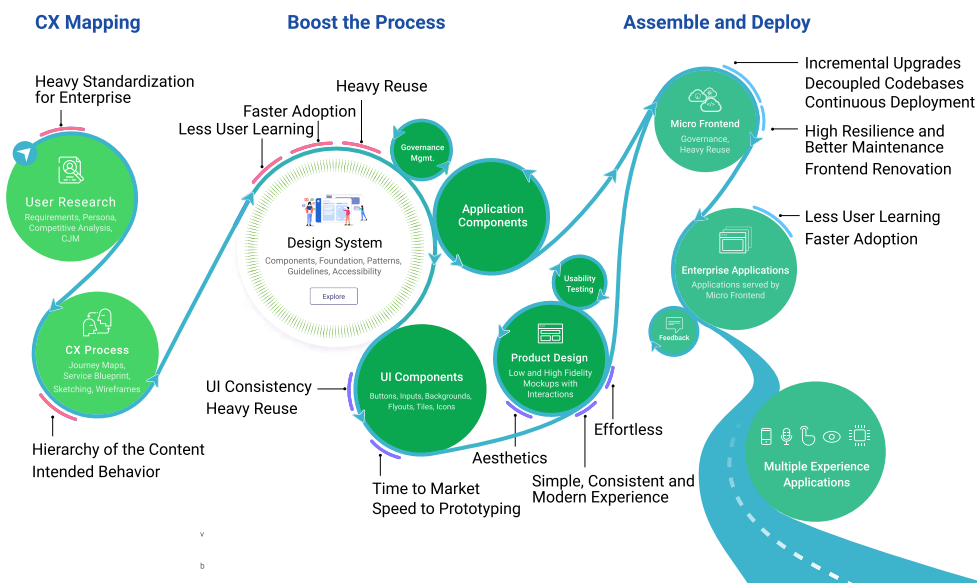 CX Mapping
Boost the Process
Assemble and Deploy
Heavy Standardization
for Enterprise
User Research
Requirements, Persona,
Competitive Analysis,
CJM
CX Process
Journey Maps,
Service Blueprint,
Sketching, Wireframes
Hierarchy of the Content
Intended Behavior
Heavy Reuse
Faster Adoption
Less User Learning
Governance
Mgmt.
Design System
Components, Foundation, Patterns,
Guidelines, Accessibility
Explore
Application
Components
Usability
Testing
UI Components
Buttons, Inputs, Backgrounds,
Flyouts, Tiles, Icons
UI Consistency
Heavy Reuse
Time to Market
Speed to Prototyping
Product Design
Low and High Fidelity
Mockups with
Interactions
Effortless
Aesthetics
Simple, Consistent and
Modern Experience
Micro Frontend
Governance,
Heavy Reuse
Incremental Upgrades
Decoupled Codebases
Continuous Deployment
High Resilience and
Better Maintenance
Frontend Renovation
Less User Learning
Faster Adoption
Enterprise Applications
Applications served by
Micro Frontend
Feedback
Multiple Experience
Applications
v
b